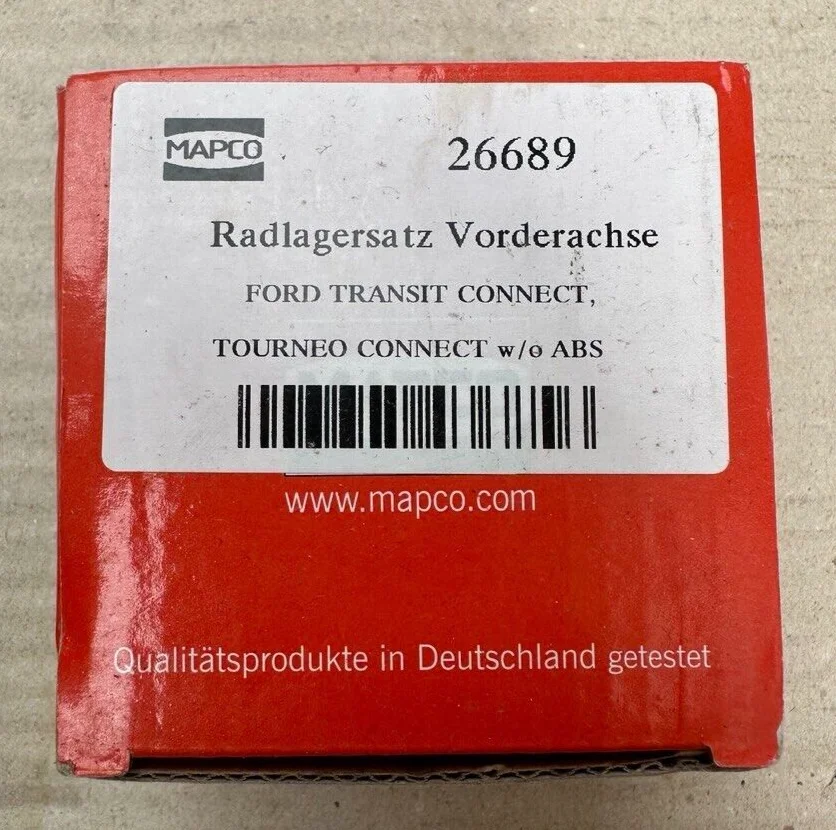 MAPCO
26689
Radlagersatz Vorderachse
FORD TRANSIT CONNECT,
TOURNEO CONNECT w/o ABS
www.mapco.com
Qualitätsprodukte in Deutschland getestet